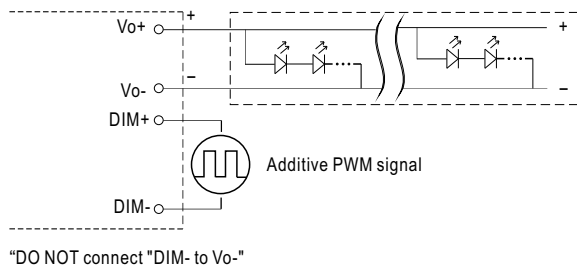 Vo+
+
+
−
−
Vo-
DIM+
Additive PWM signal
DIM-
“DO NOT connect "DIM- to Vo-"